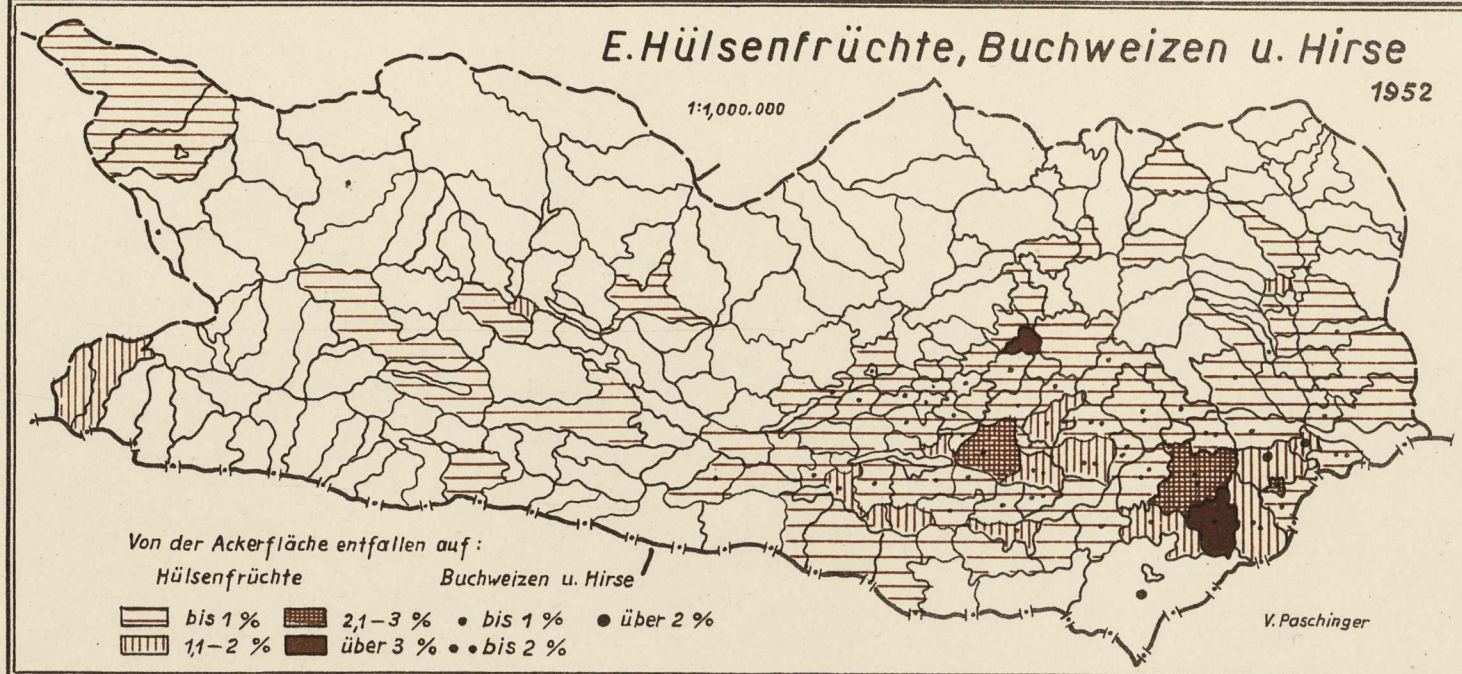 E. Hülsenfrüchte, Buchweizen u. Hirse
1952
1:1,000.000
Von der Ackerfläche entfallen auf:
Hülsenfrüchte Buchweizen u. Hirse
bis 1 % 2,1-3 % bis 1 % über 2 %
1,1-2 % über 3 % bis 2 %
V. Paschinger